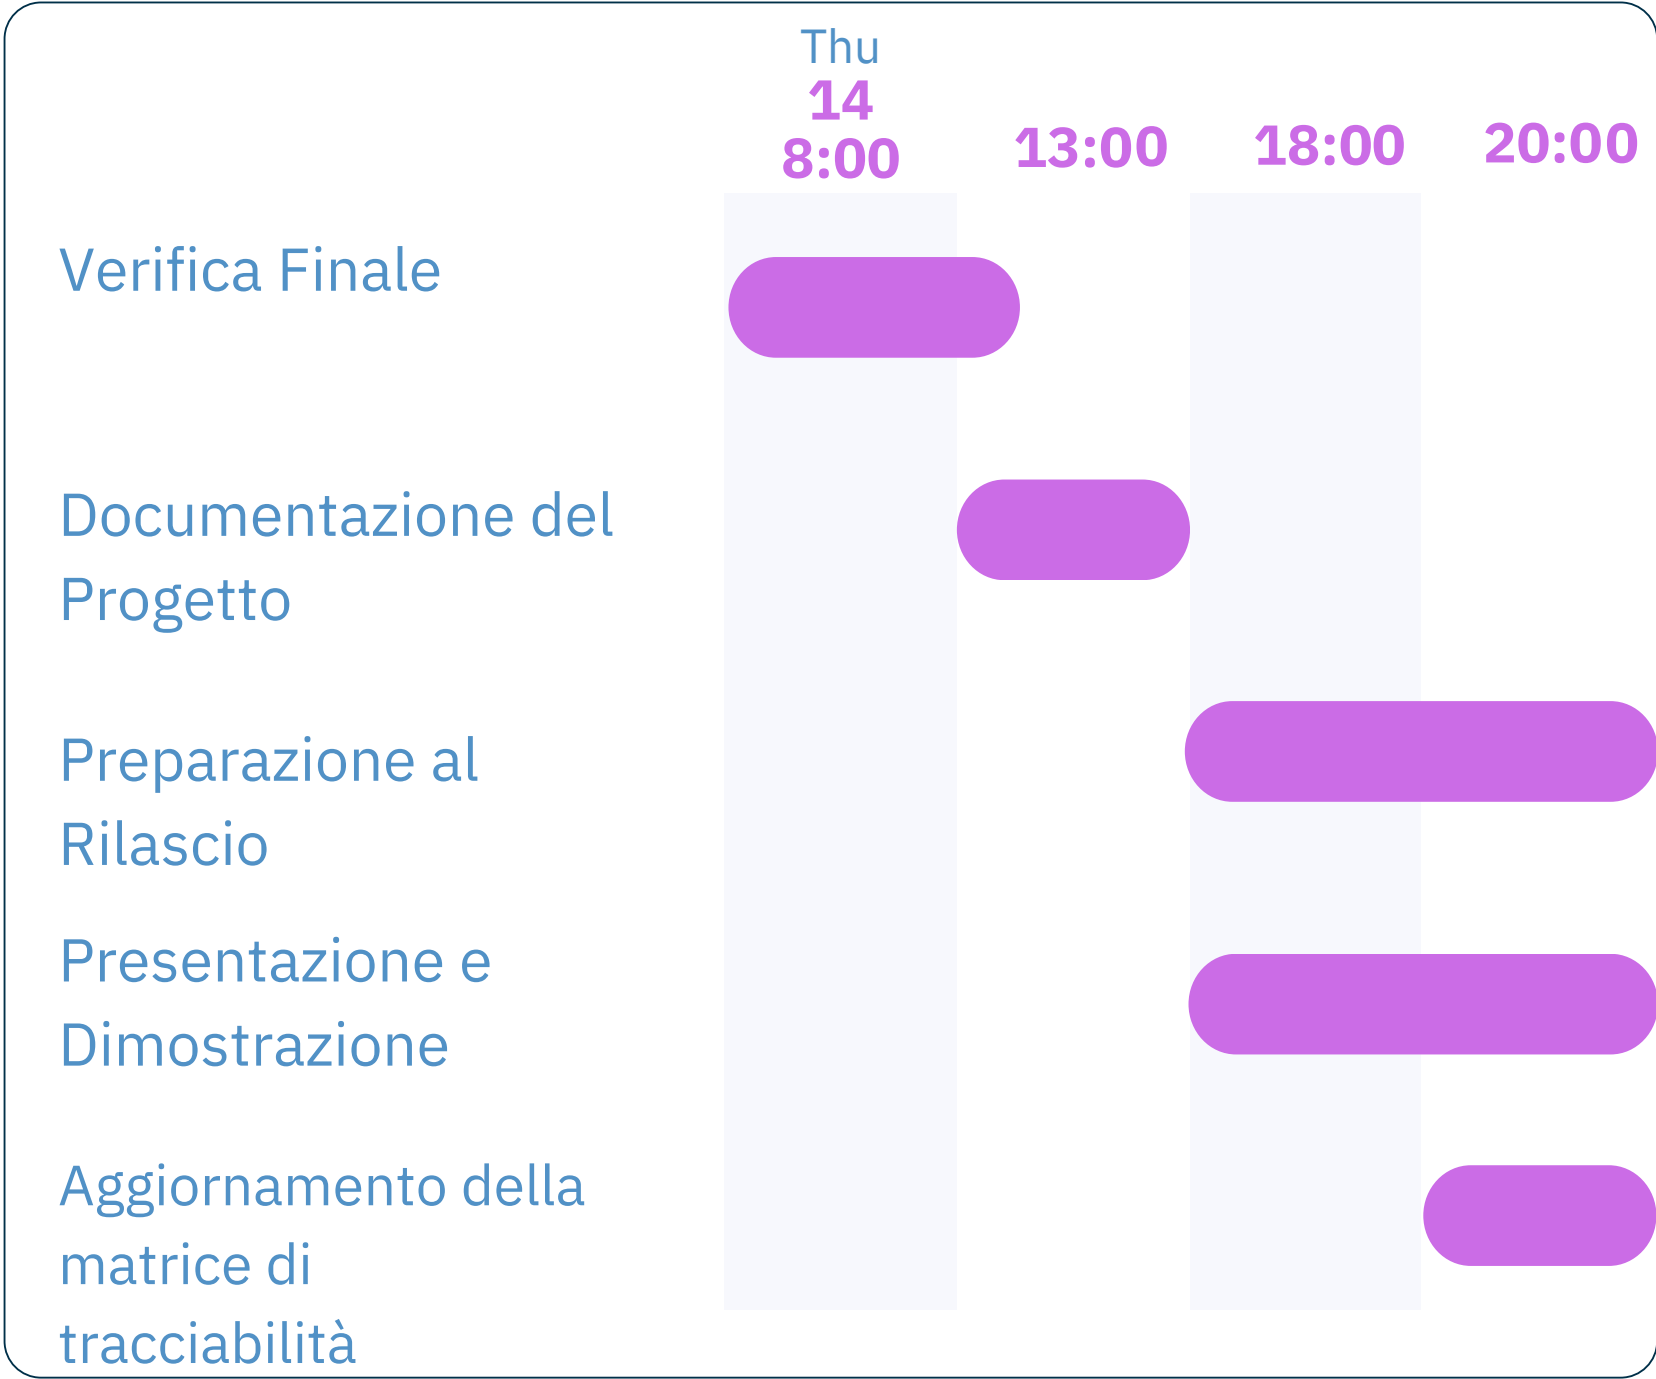 Thu
14
8:00
13:00
18:00
20:00
Verifica Finale
Documentazione del
Progetto
Preparazione al
Rilascio
Presentazione e
Dimostrazione
Aggiornamento della
matrice di
tracciabilità